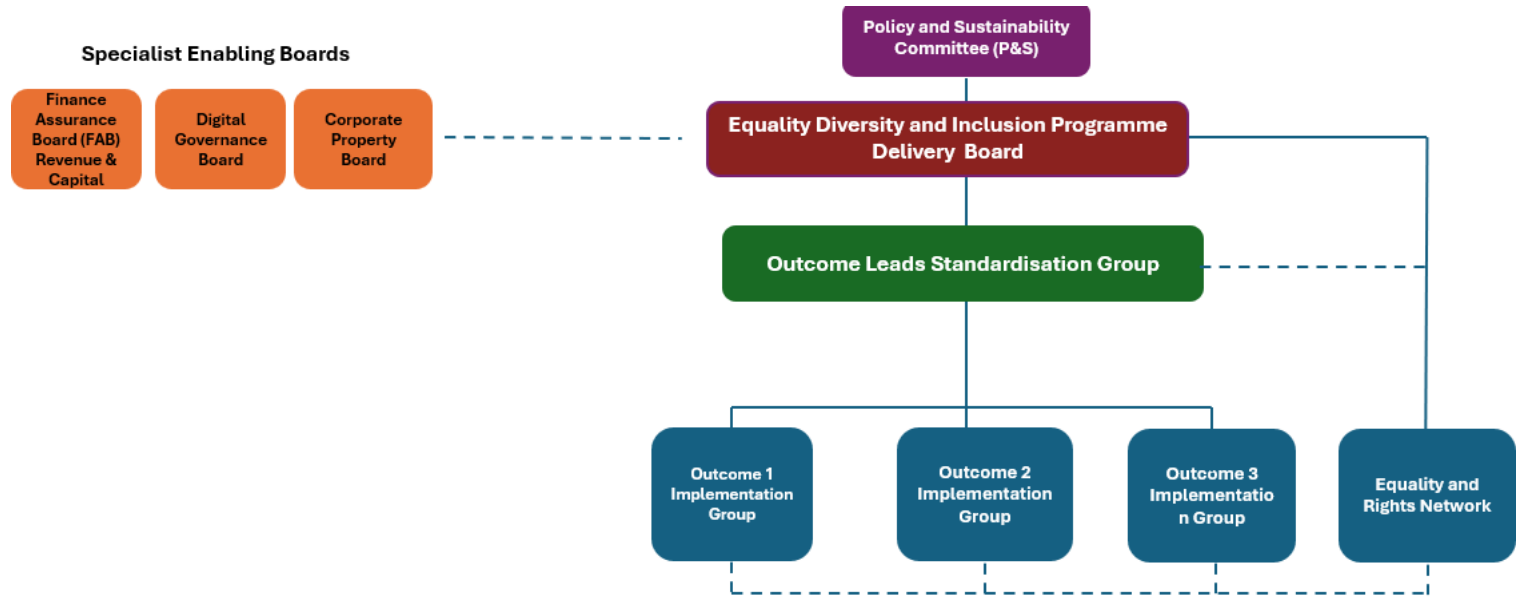 Specialist Enabling Boards
Finance
Assurance
Board (FAB)
Revenue &
Capital
Digital
Governance
Board
Corporate
Property
Board
Policy and Sustainability
Committee (P&S)
Equality Diversity and Inclusion Programme
Delivery Board
Outcome Leads Standardisation Group
Outcome 1
Implementation
Group
Outcome 2
Implementation
Group
Outcome 3
Implementatio
n Group
Equality and
Rights Network